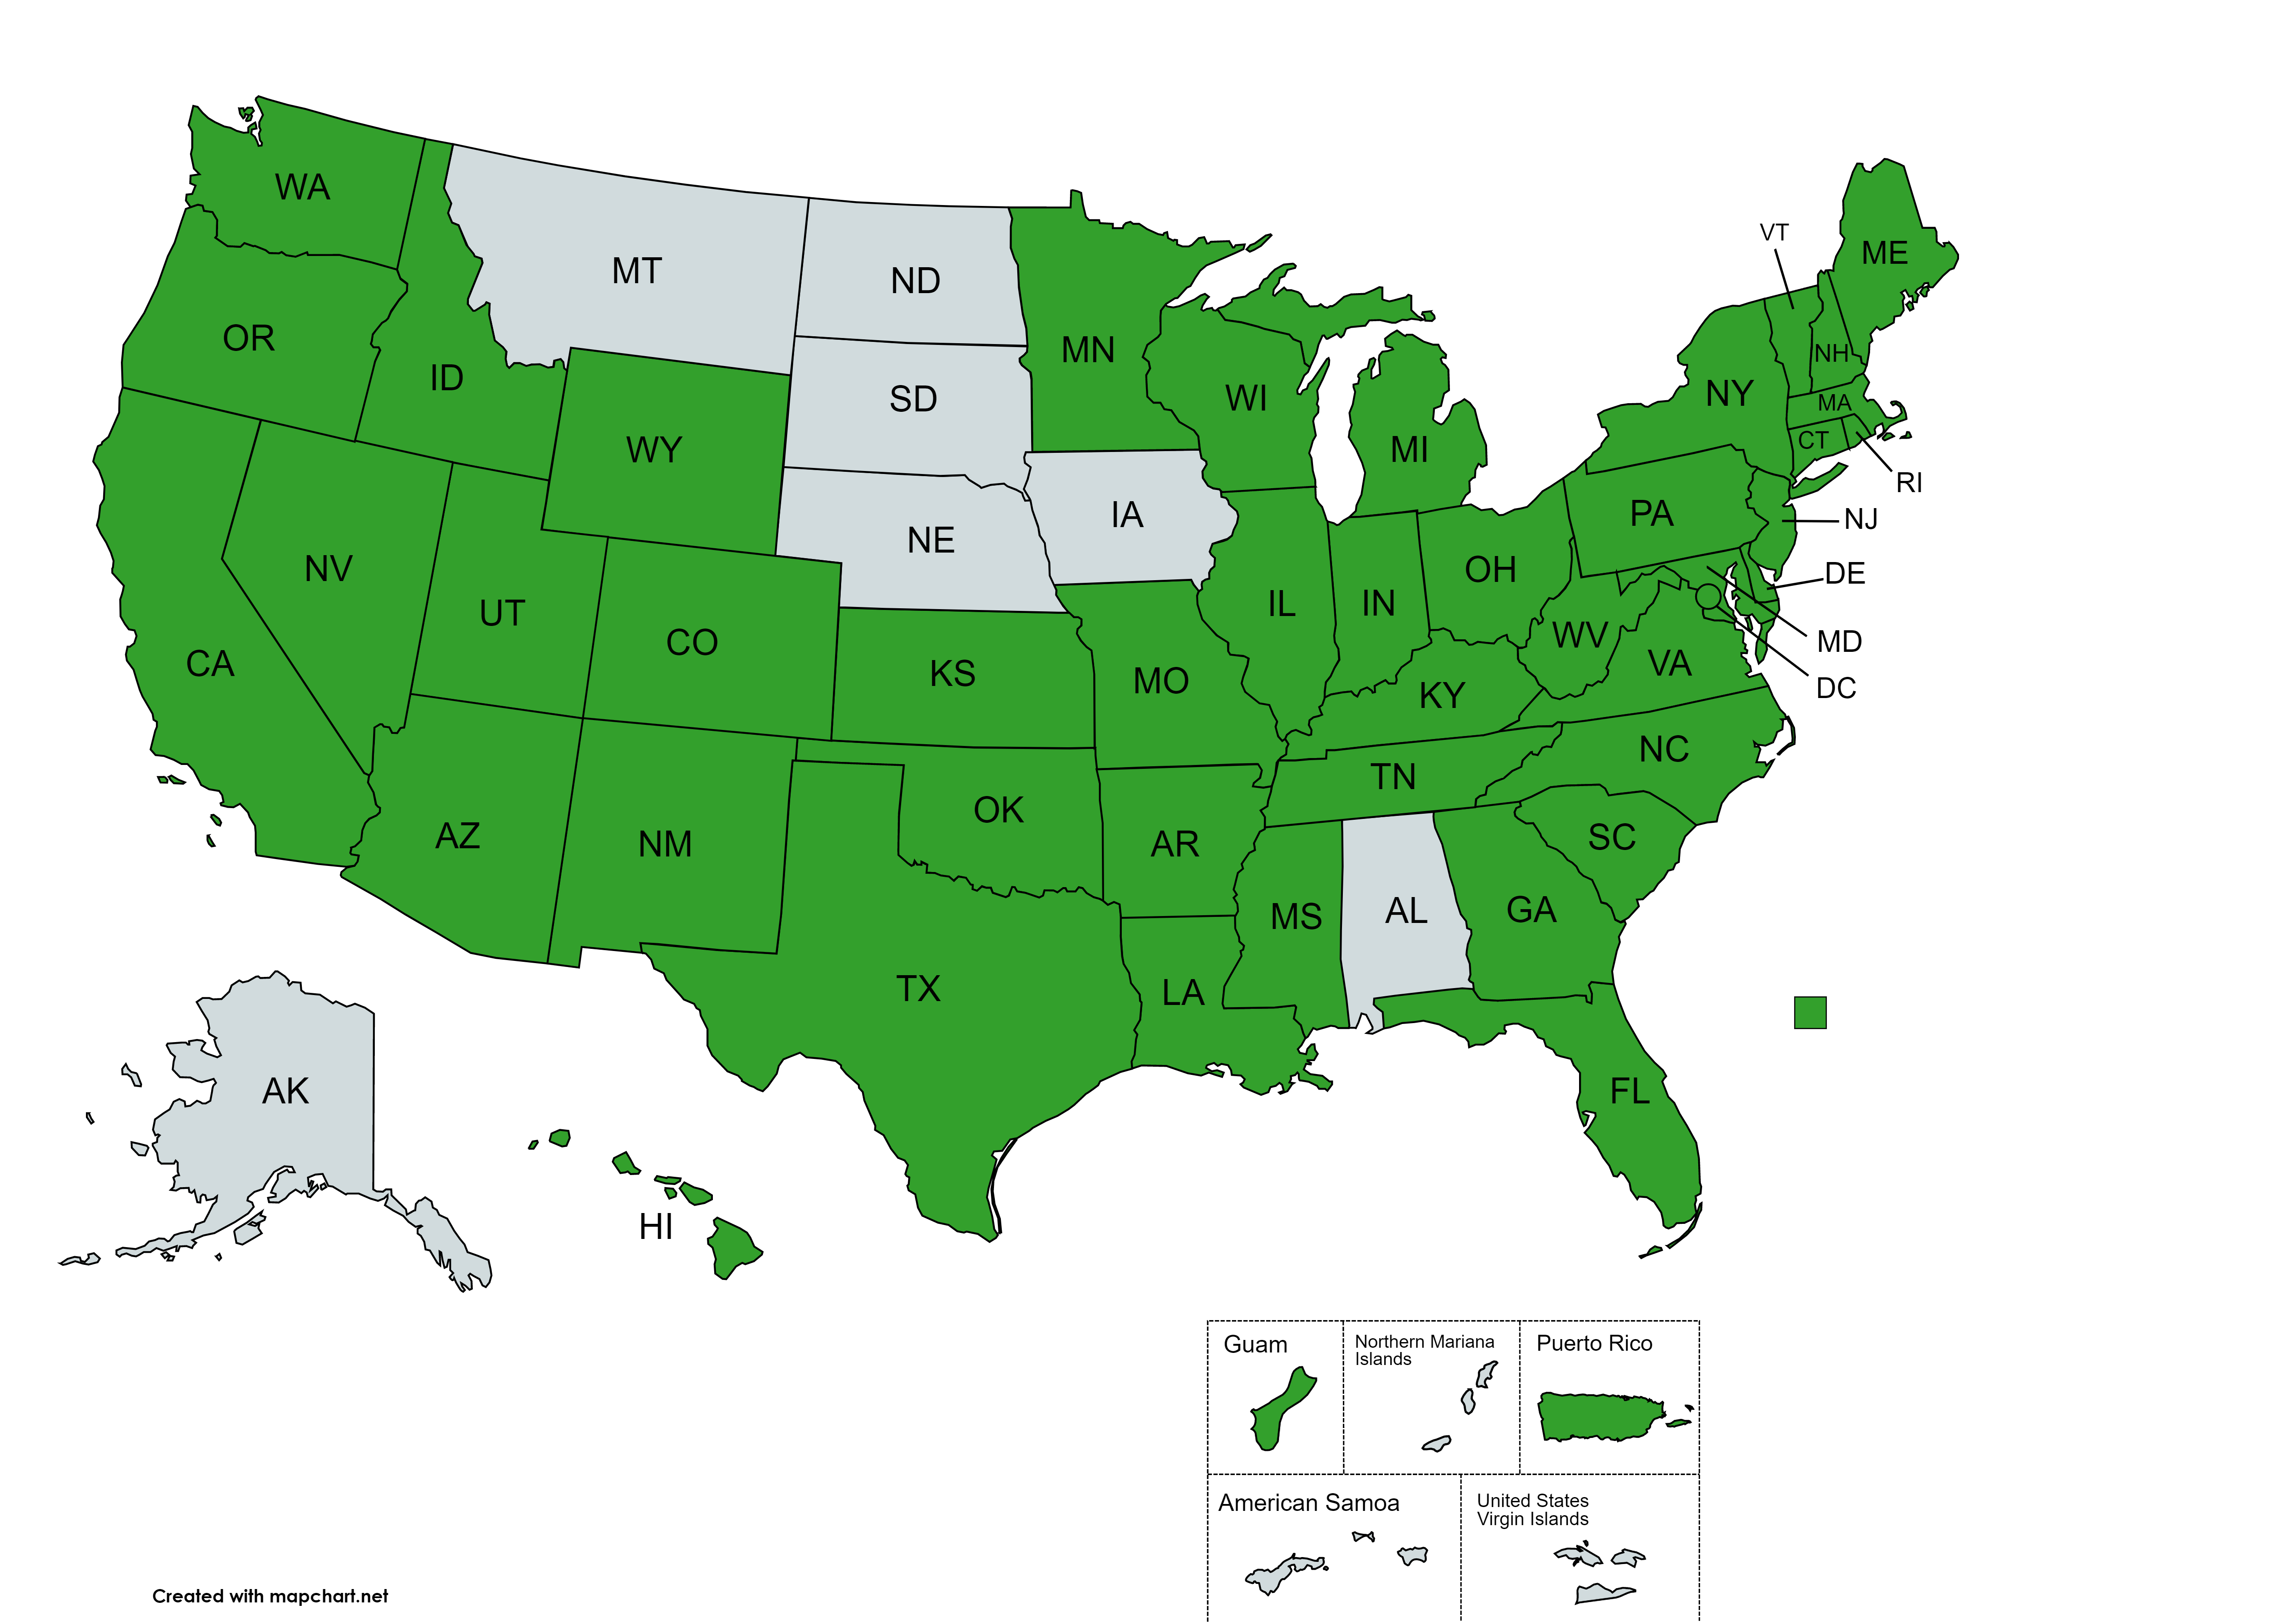 WA
MT
ND
MN
VT
ME
OR
ID
SD
WI
MI
NY
NH
MA
CT
RI
WY
NE
IA
PA
NJ
NV
UT
CO
IL
IN
OH
DE
CA
KS
MO
WV
VA
MD
DC
KY
NC
TN
AZ
NM
OK
AR
SC
MS
AL
GA
TX
LA
AK
FL
HI
Guam
Northern Mariana
Islands
Puerto Rico
American Samoa
United States
Virgin Islands
Created with mapchart.net